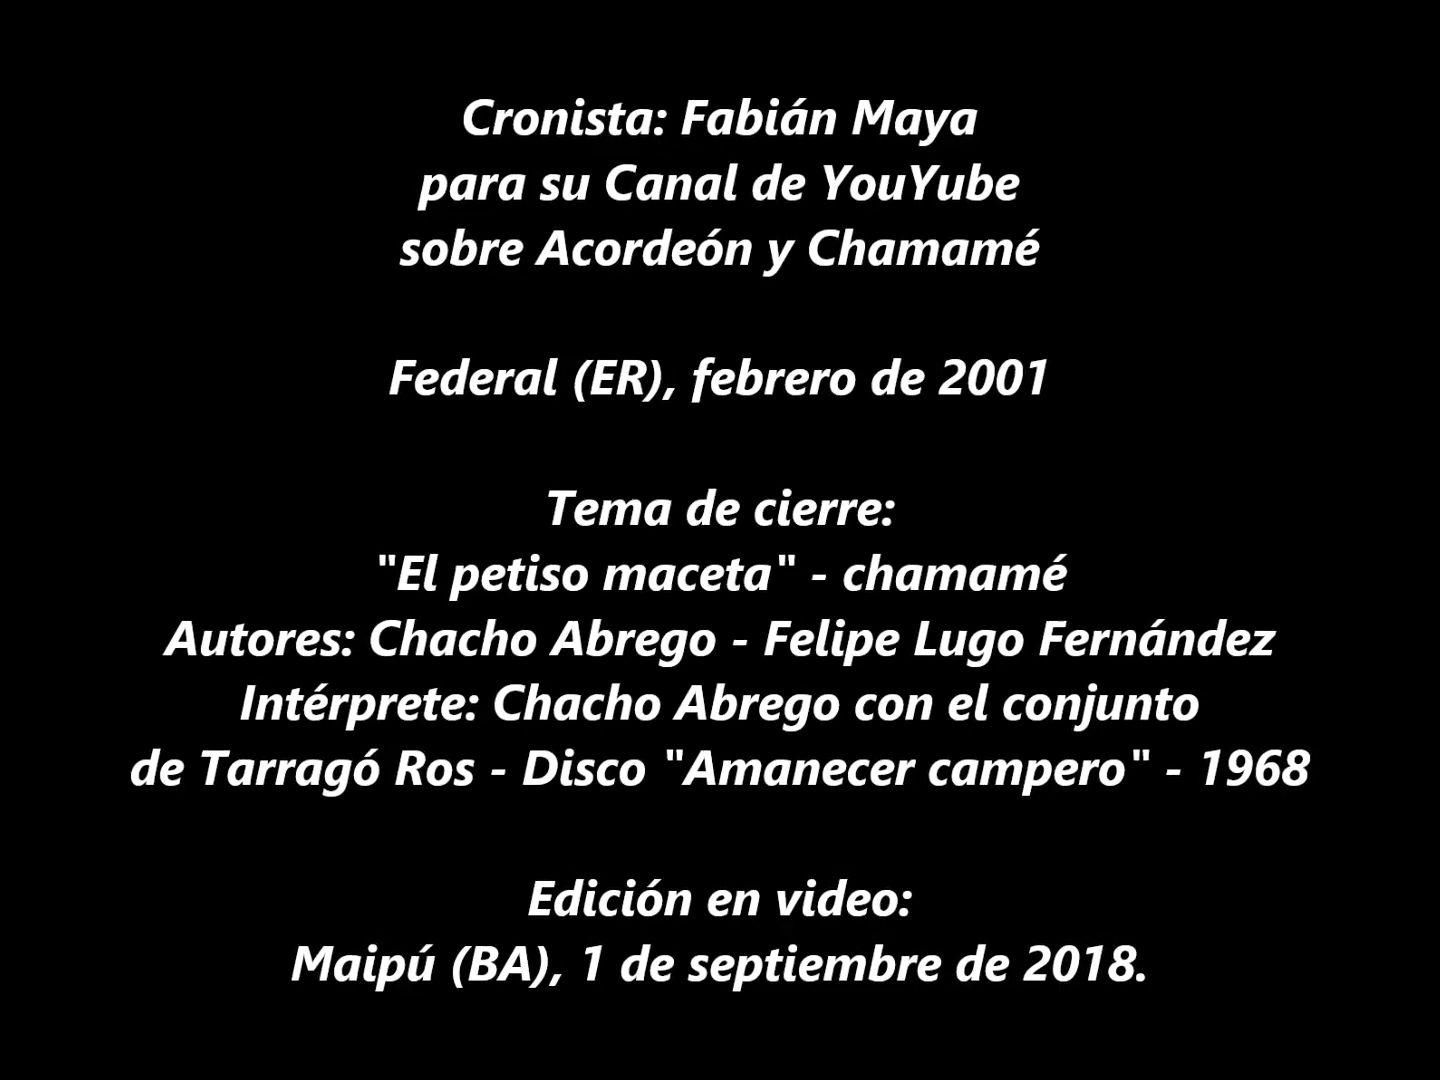 Cronista: Fabián Maya
para su Canal de YouYube
sobre Acordeón y Chamamé
Federal (ER), febrero de 2001
Tema de cierre:
"El petiso maceta" - chamamé
Autores: Chacho Abrego - Felipe Lugo Fernández
Intérprete: Chacho Abrego con el conjunto
de Tarragó Ros - Disco "Amanecer campero" - 1968
Edición en video:
Maipú (BA), 1 de septiembre de 2018.